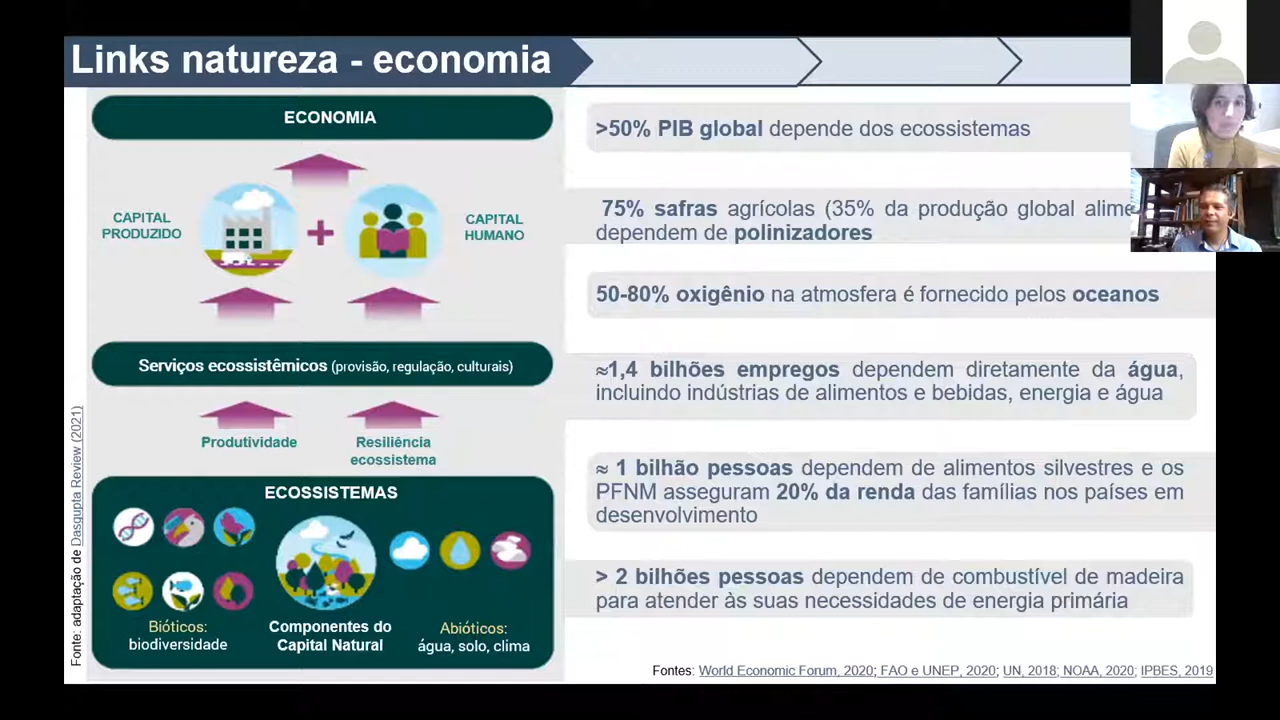 Links natureza - economia
ECONOMIA
CAPITAL
PRODUZIDO
CAPITAL
HUMANO
Serviços ecossistêmicos (provisão, regulação, culturais)
Produtividade
Resiliência
ecossistema
ECOSSISTEMAS
Bióticos:
biodiversidade
Componentes do
Capital Natural
Abióticos:
água, solo, clima
Fonte: adaptação de Dasgupta Review (2021)
>50% PIB global depende dos ecossistemas
75% safras agrícolas (35% da produção global alime
dependem de polinizadores
50-80% oxigênio na atmosfera é fornecido pelos oceanos
≈1,4 bilhões empregos dependem diretamente da água,
incluindo indústrias de alimentos e bebidas, energia e água
≈ 1 bilhão pessoas dependem de alimentos silvestres e os
PFNM asseguram 20% da renda das famílias nos países em
desenvolvimento
> 2 bilhões pessoas dependem de combustível de madeira
para atender às suas necessidades de energia primária
Fontes: World Economic Forum, 2020; FAO e UNEP, 2020; UN, 2018; NOAA, 2020; IPBES, 2019